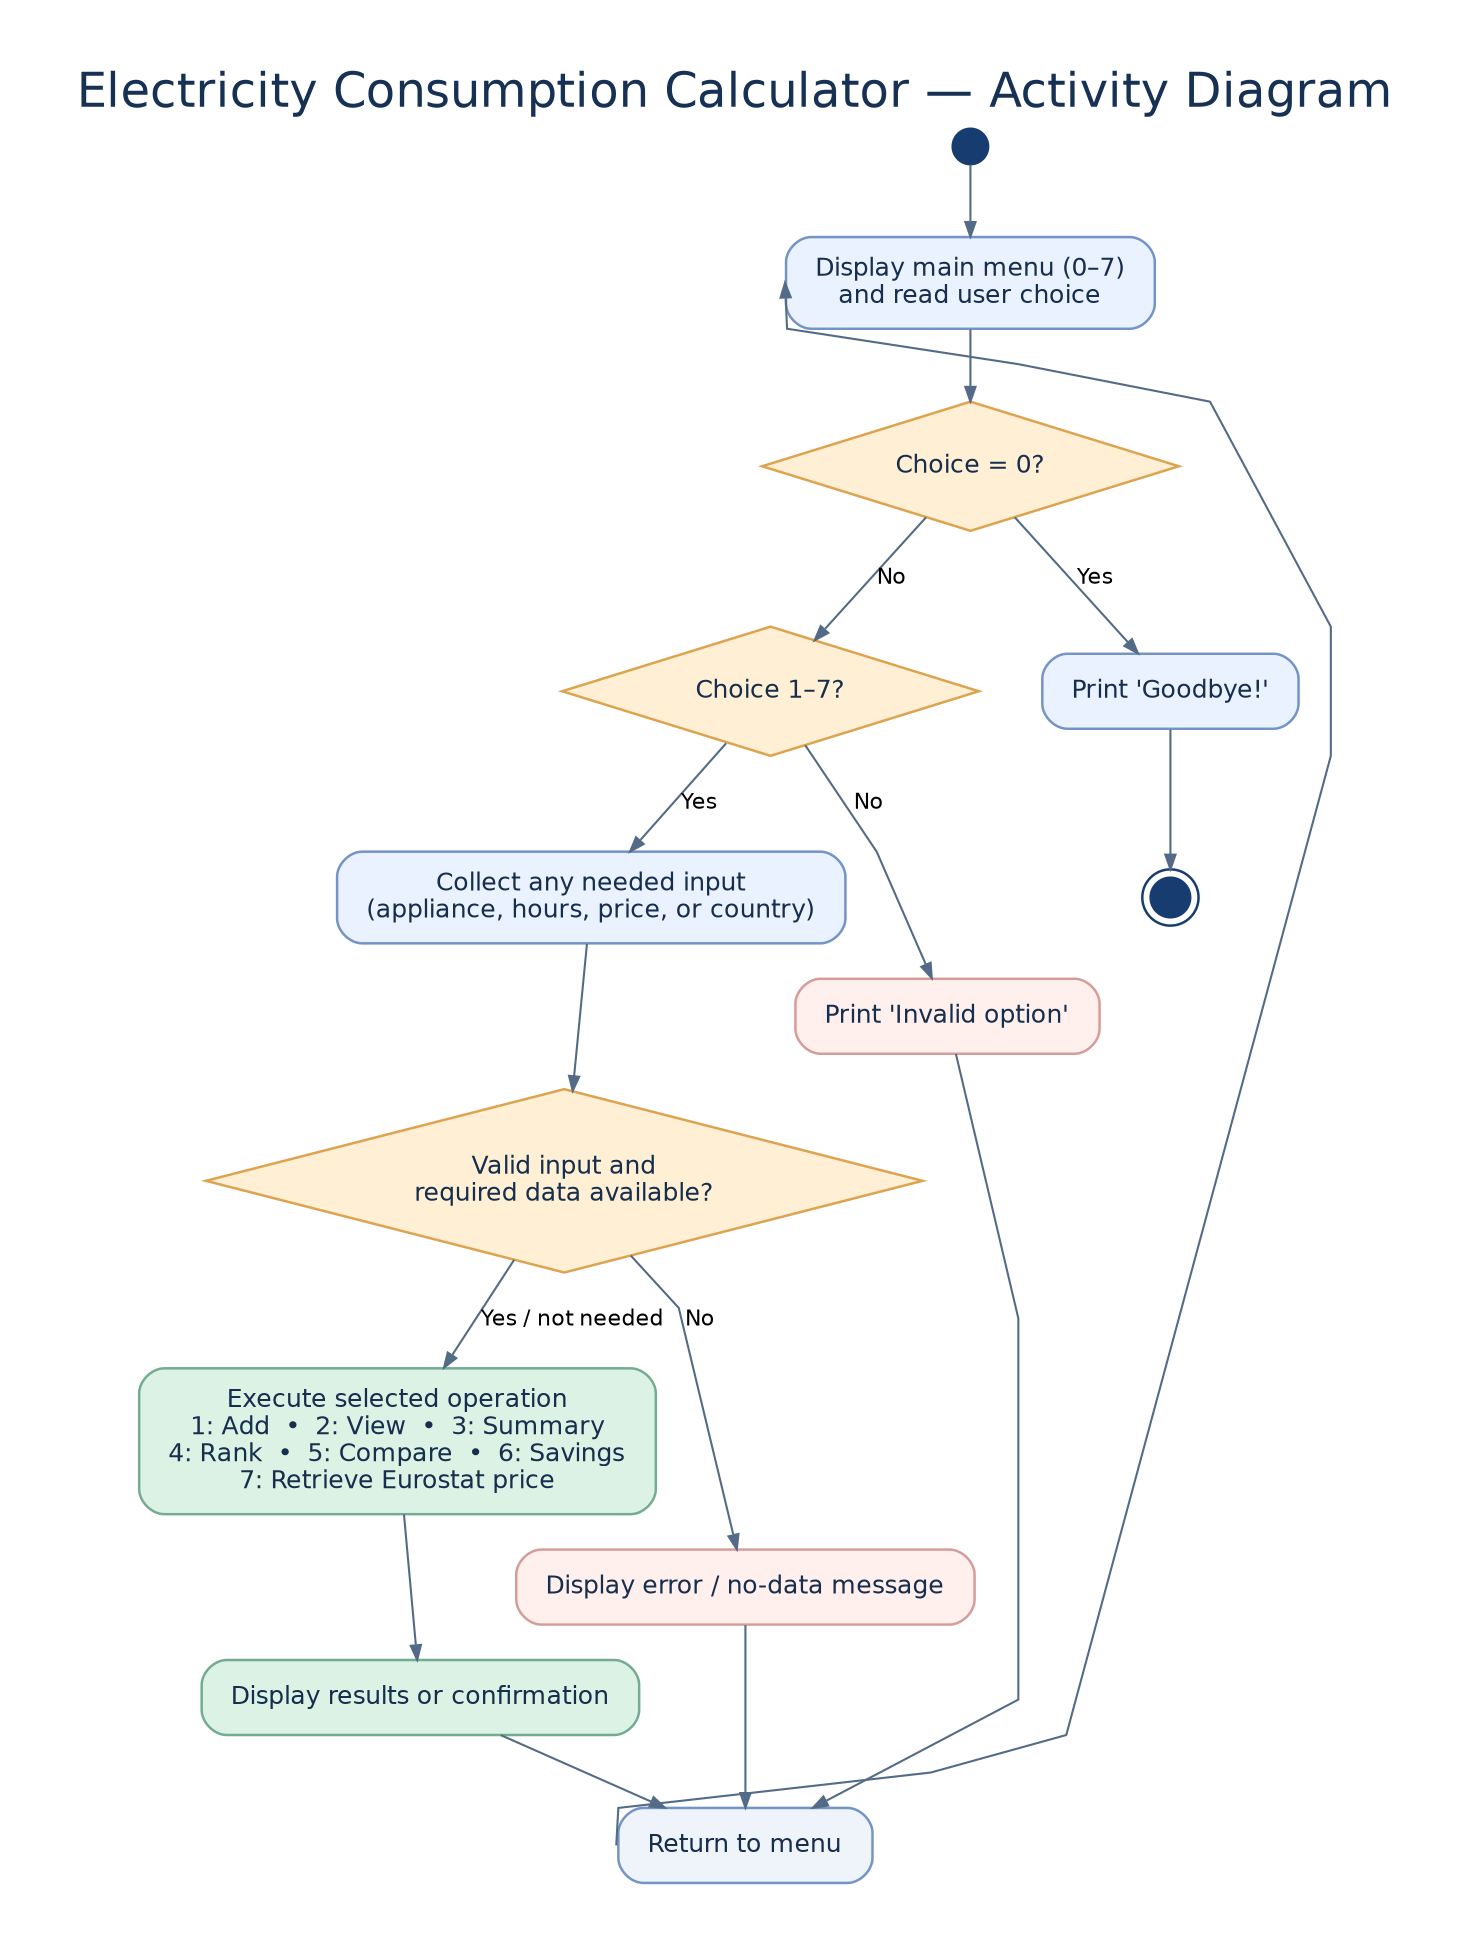 Electricity Consumption Calculator — Activity Diagram
Display main menu (0–7)
and read user choice
Choice = 0?
No
Yes
Choice 1–7?
Print 'Goodbye!'
Yes
No
Collect any needed input
(appliance, hours, price, or country)
Print 'Invalid option'
Valid input and
required data available?
Yes / not needed
No
Execute selected operation
1: Add • 2: View • 3: Summary
4: Rank • 5: Compare • 6: Savings
7: Retrieve Eurostat price
Display error / no-data message
Display results or confirmation
Return to menu